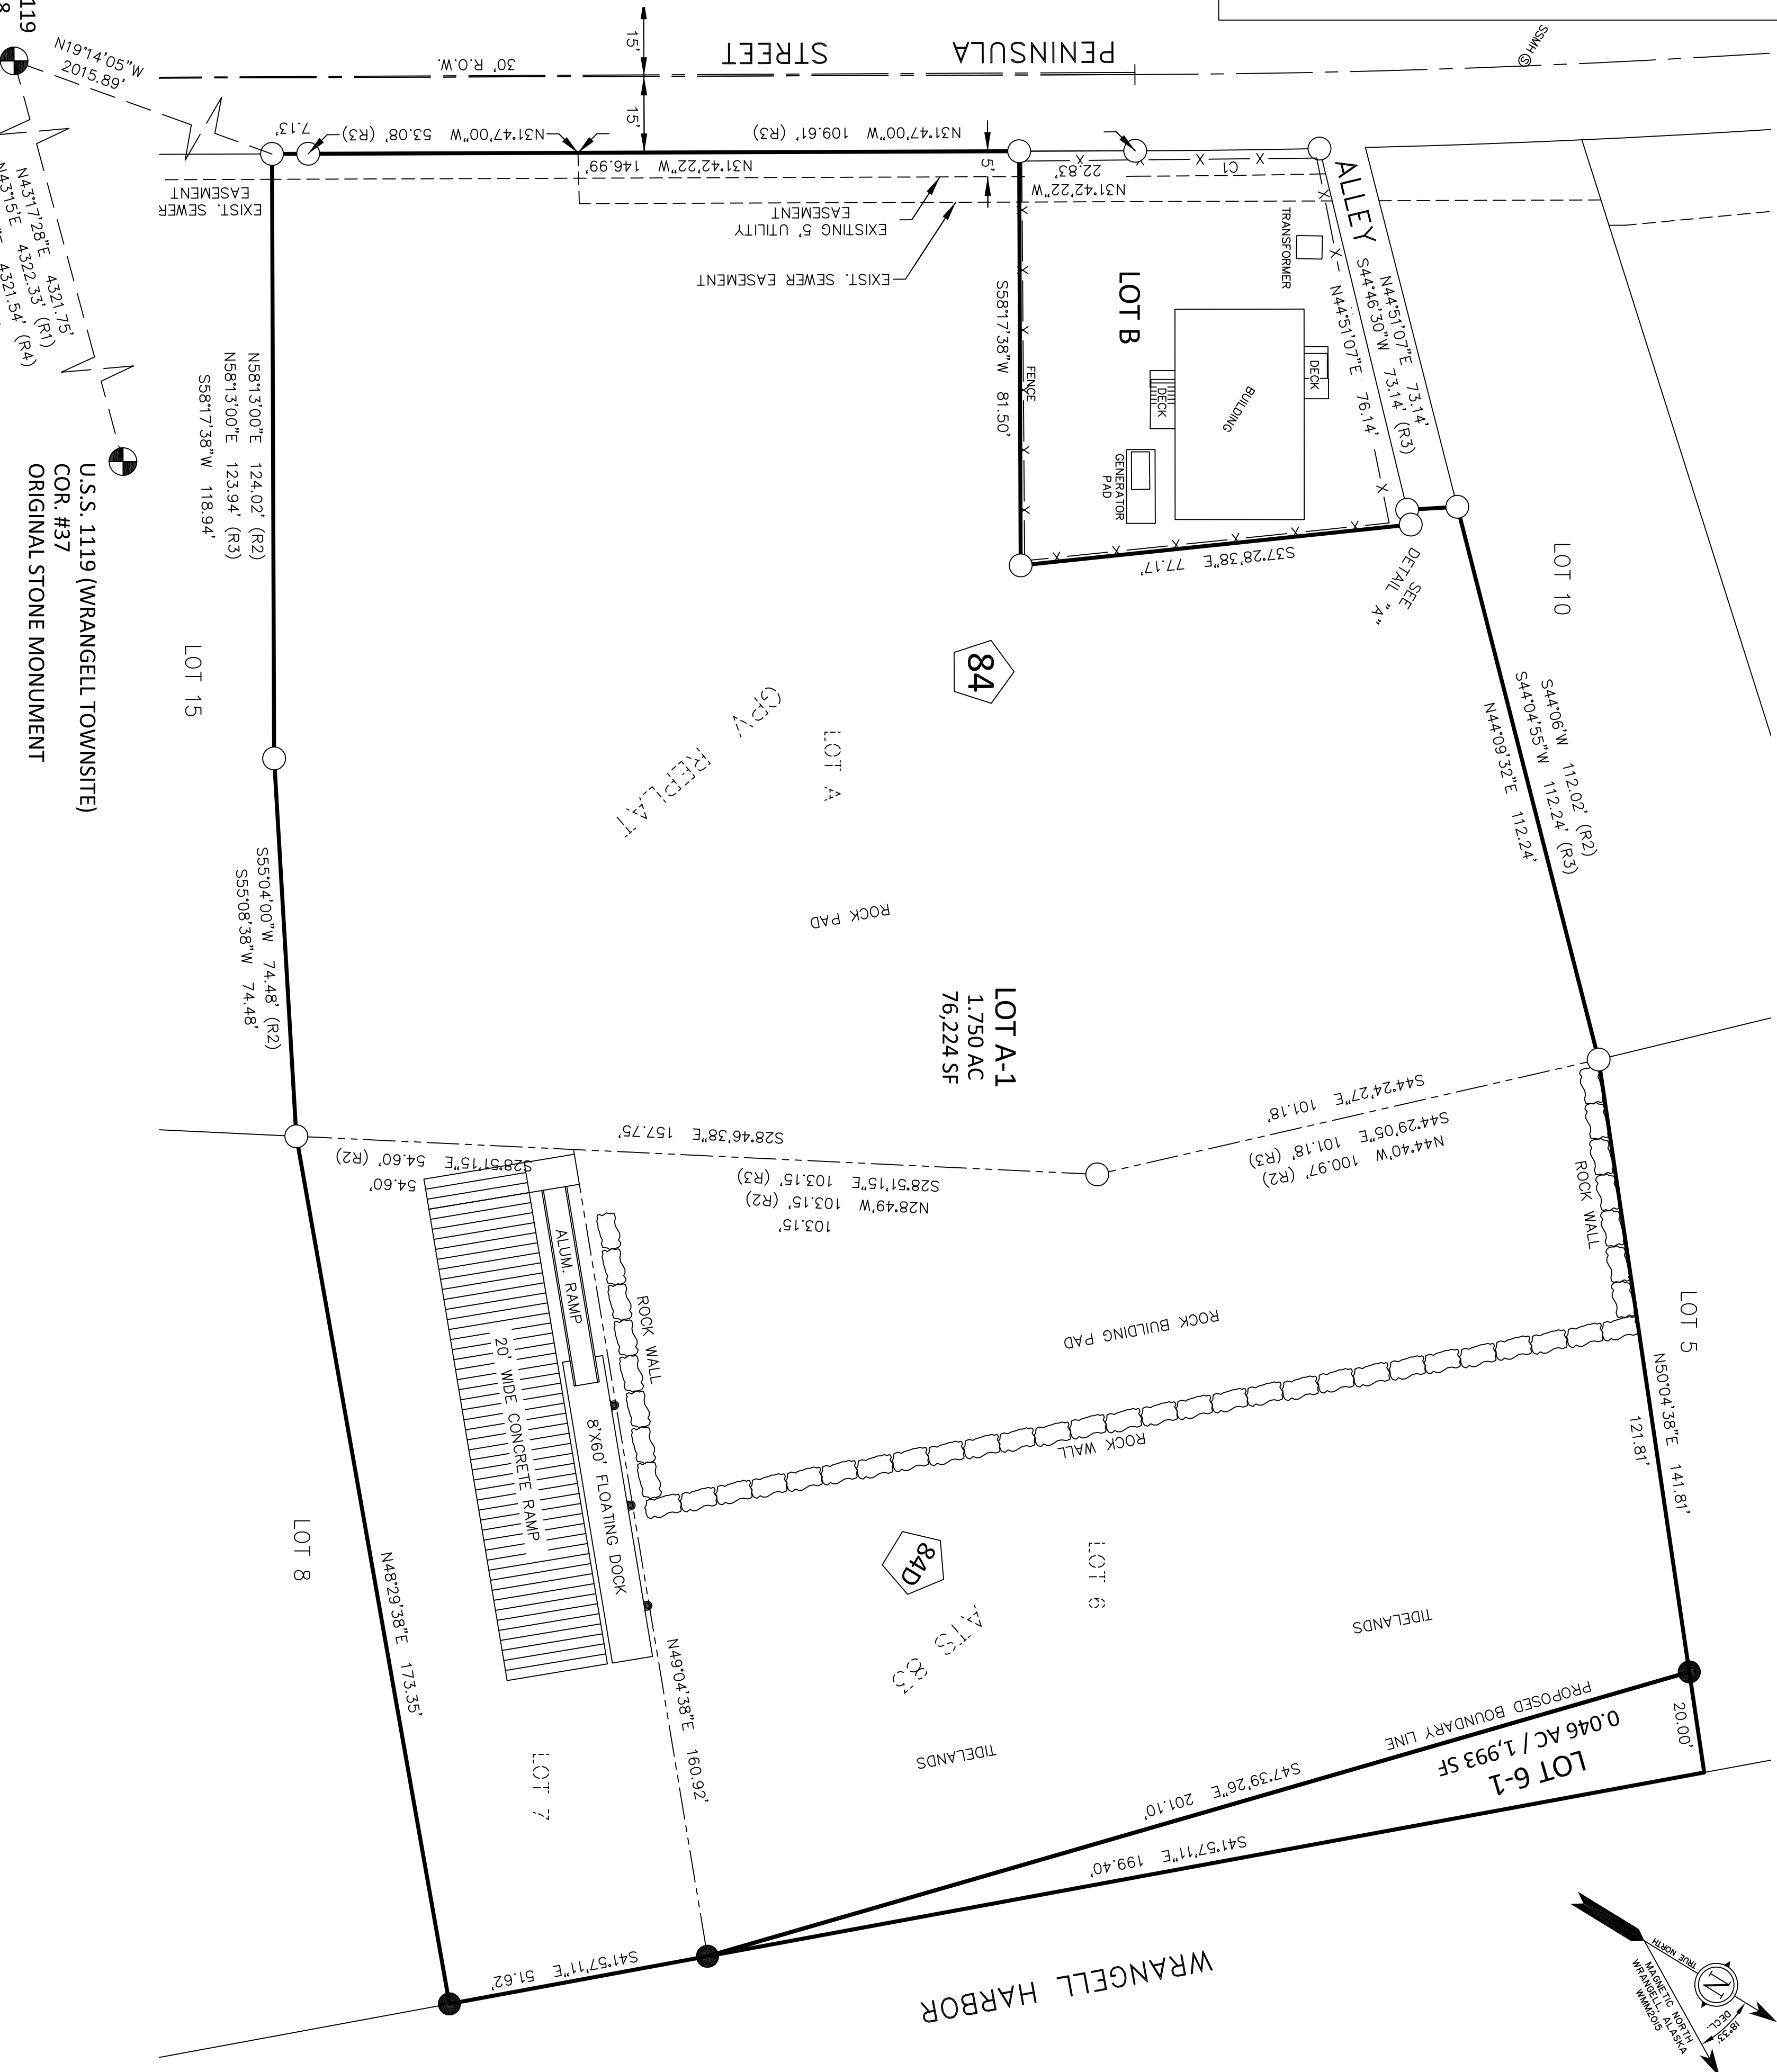 119
8
N19°14'05"W
2015.89'
N43°17'28"E 4321.75'
N43°15'E 4322.33' (R1)
4321.54' (R4)
U.S.S. 1119 (WRANGELL TOWNSITE)
COR. #37
ORIGINAL STONE MONUMENT
PENINSULA STREET
30' R.O.W.
15'
15'
SSMH
S
7.13'
N31°47'00"W 53.08' (R3)
N31°47'00"W 109.61' (R3)
N31°42'22"W 146.99'
5'
22.83'
N31°42'22"W
C1
EXIST. SEWER
EASEMENT
EXISTING 5' UTILITY
EASEMENT
EXIST. SEWER EASEMENT
ALLEY
N44°51'07"E 73.14'
S44°46'30"W 73.14' (R3)
N44°51'07"E 76.14'
TRANSFORMER
LOT B
BUILDING
DECK
DECK
GENERATOR
PAD
FENCE
S58°17'38"W 81.50'
S37°28'38"E 77.17'
SEE
DETAIL "A"
LOT 10
S44°06'W 112.02' (R2)
S44°04'55"W 112.24' (R3)
N44°09'32"E 112.24'
N58°13'00"E 124.02' (R2)
N58°13'00"E 123.94' (R3)
S58°17'38"W 118.94'
LOT 15
84
LOT A
GPV REPLAT
ROCK PAD
LOT A-1
1.750 AC
76,224 SF
S55°04'00"W 74.48' (R2)
S55°08'38"W 74.48'
S28°46'38"E 157.75'
S28°51'15"E 54.60' (R2)
54.60'
S28°51'15"E 103.15' (R3)
N28°49'W 103.15' (R2)
103.15'
S44°24'27"E 101.18'
S44°29'05"E 101.18' (R3)
N44°40'W 100.97' (R2)
ROCK WALL
LOT 5
N50°04'38"E 141.81'
121.81'
20.00'
ROCK BUILDING PAD
ROCK WALL
ROCK WALL
ALUM. RAMP
8'X60' FLOATING DOCK
20' WIDE CONCRETE RAMP
LOT 8
N48°29'38"E 173.35'
84D
ATS 83
LOT 6
TIDELANDS
TIDELANDS
N49°04'38"E 160.92'
LOT 7
PROPOSED BOUNDARY LINE
LOT 6-1
0.046 AC / 1,993 SF
S47°39'26"E 201.10'
S41°57'11"E 199.40'
S41°57'11"E 51.62'
WRANGELL HARBOR
TRUE NORTH
N
DECL.
18°33'
MAGNETIC NORTH
WRANGELL, ALASKA
WMM2015